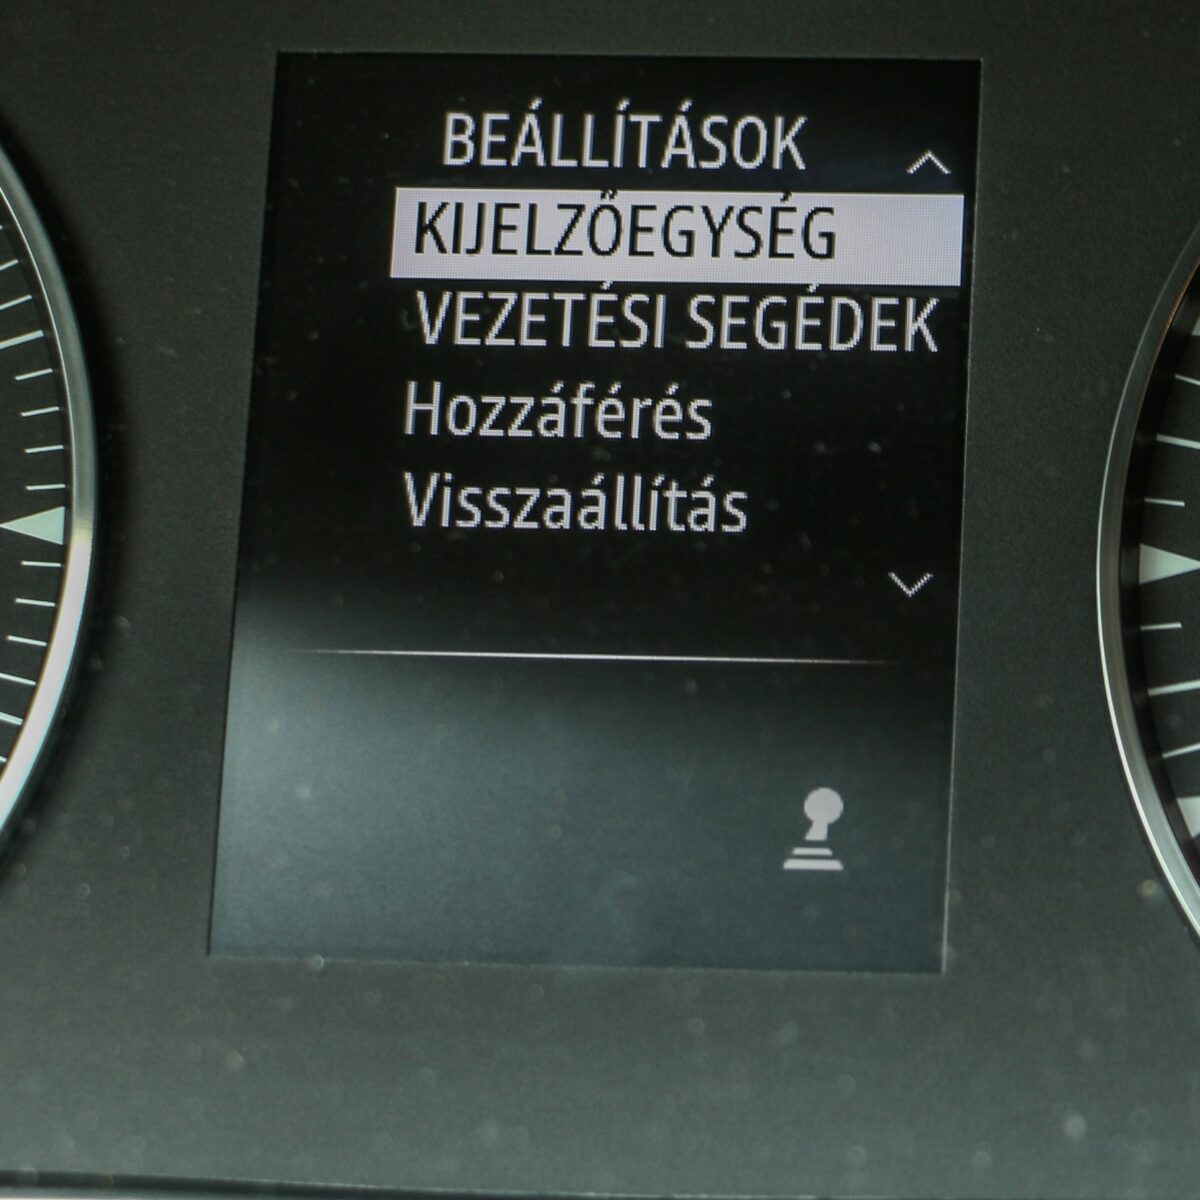 BEÁLLÍTÁSOK
KIJELZŐEGYSÉG
VEZETÉSI SEGÉDEK
Hozzáférés
Visszaállítás